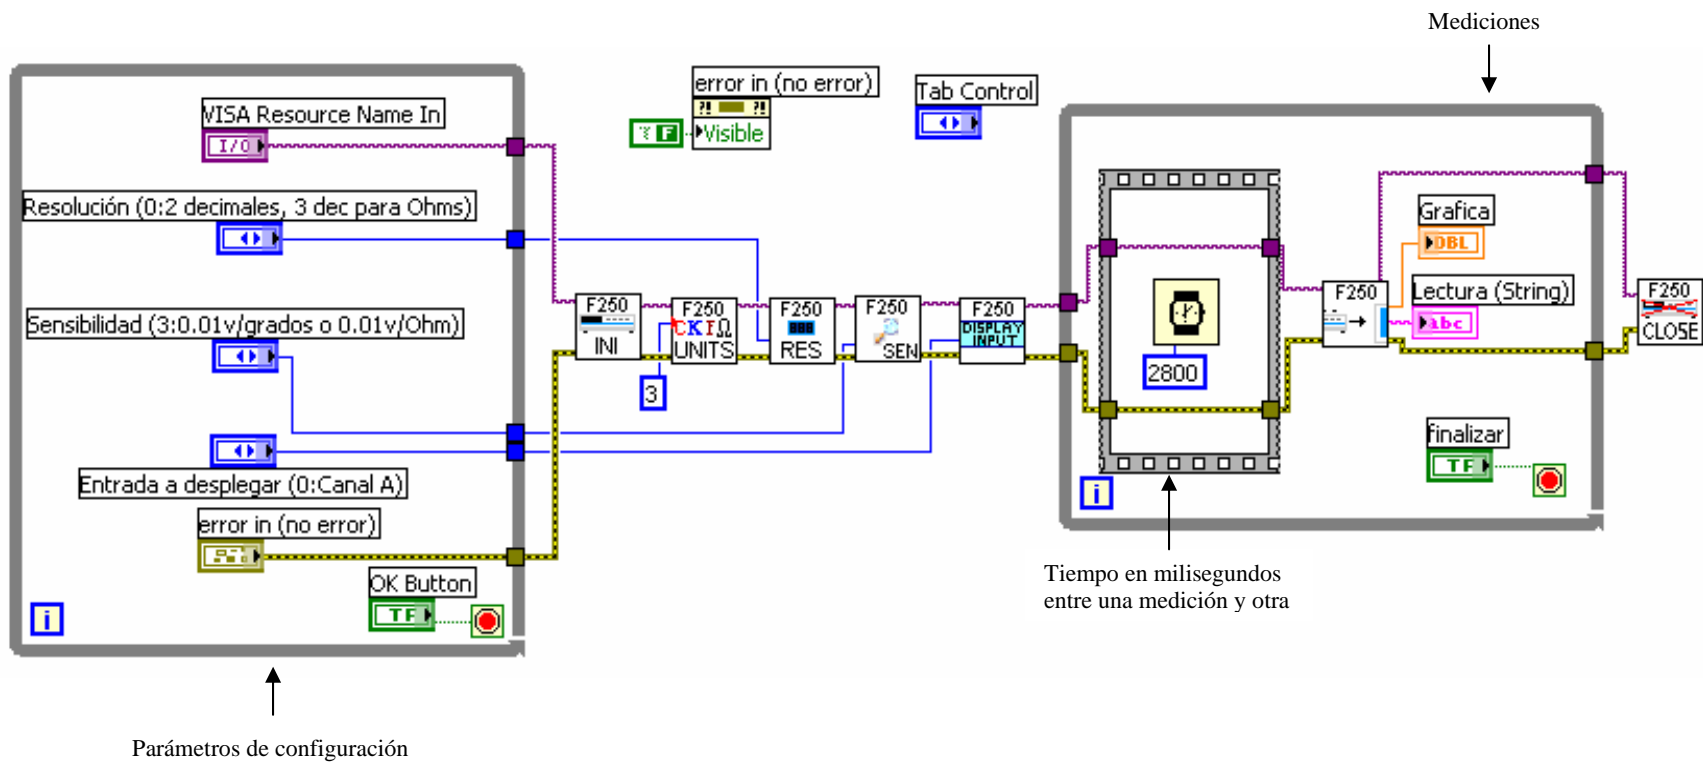 Mediciones
error in (no error)
Tab Control
?! ?!
F
Visible
VISA Resource Name In
I/O
Resolución (0:2 decimales, 3 dec para Ohms)
Sensibilidad (3:0.01v/grados o 0.01v/Ohm)
Entrada a desplegar (0:Canal A)
error in (no error)
OK Button
TF
i
F250
INI
F250
CKFΩ
UNITS
3
F250
RES
F250
SEN
F250
DISPLAY
INPUT
2800
F250
Grafica
DBL
Lectura (String)
abc
F250
CLOSE
finalizar
TF
i
Tiempo en milisegundos
entre una medición y otra
Parámetros de configuración